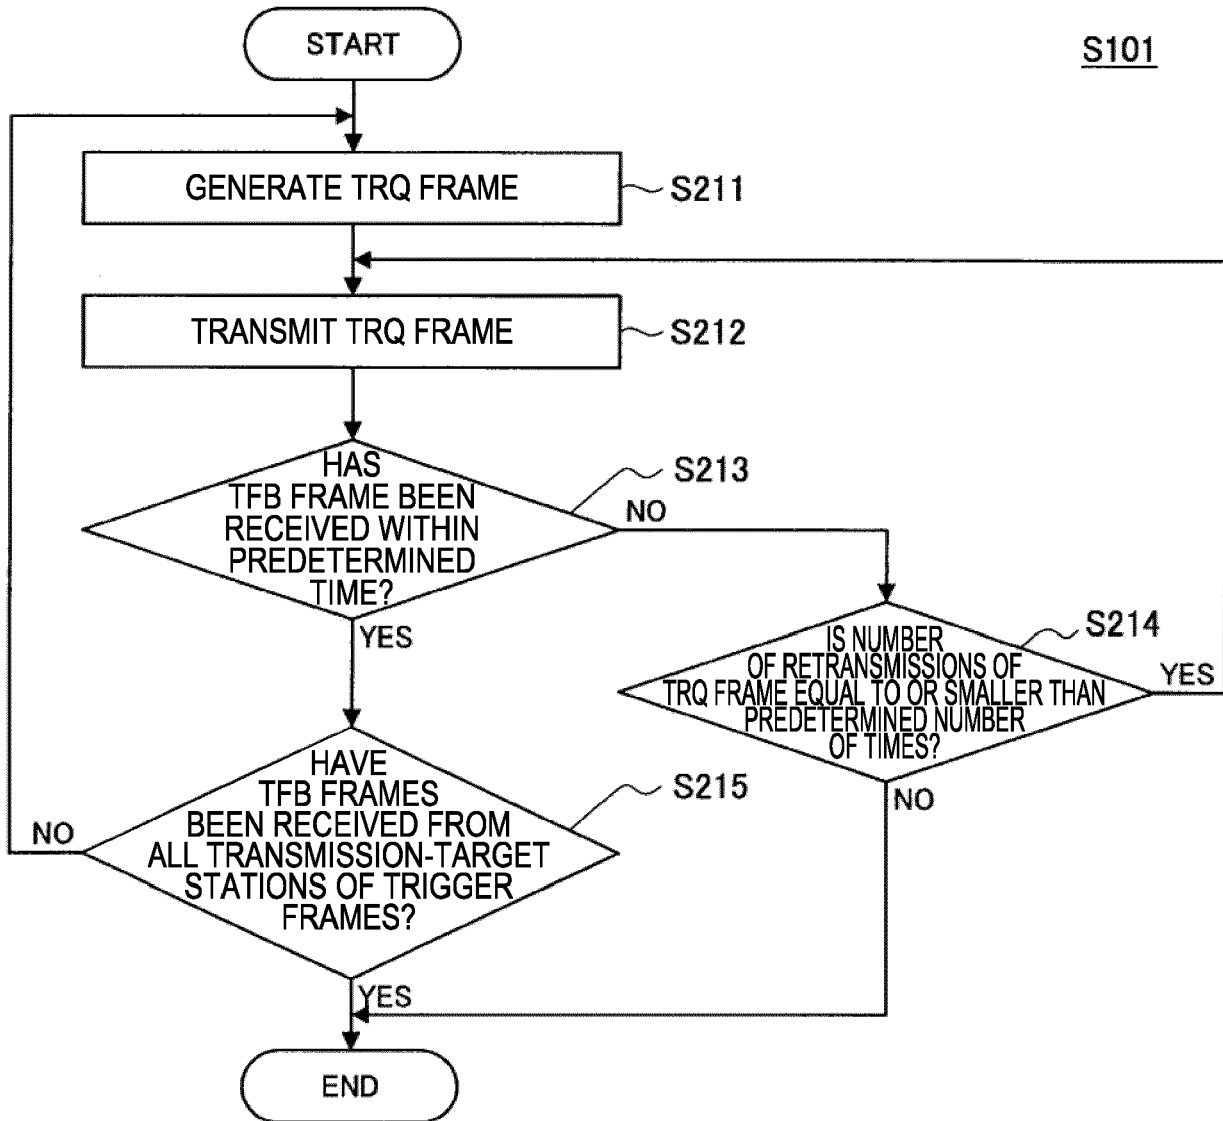 START
S101
GENERATE TRQ FRAME
S211
TRANSMIT TRQ FRAME
S212
HAS
TFB FRAME BEEN
RECEIVED WITHIN
PREDETERMINED
TIME?
S213
NO
YES
IS NUMBER
OF RETRANSMISSIONS OF
TRQ FRAME EQUAL TO OR SMALLER THAN
PREDETERMINED NUMBER
OF TIMES?
S214
YES
NO
HAVE
TFB FRAMES
BEEN RECEIVED FROM
ALL TRANSMISSION-TARGET
STATIONS OF TRIGGER
FRAMES?
S215
NO
YES
END